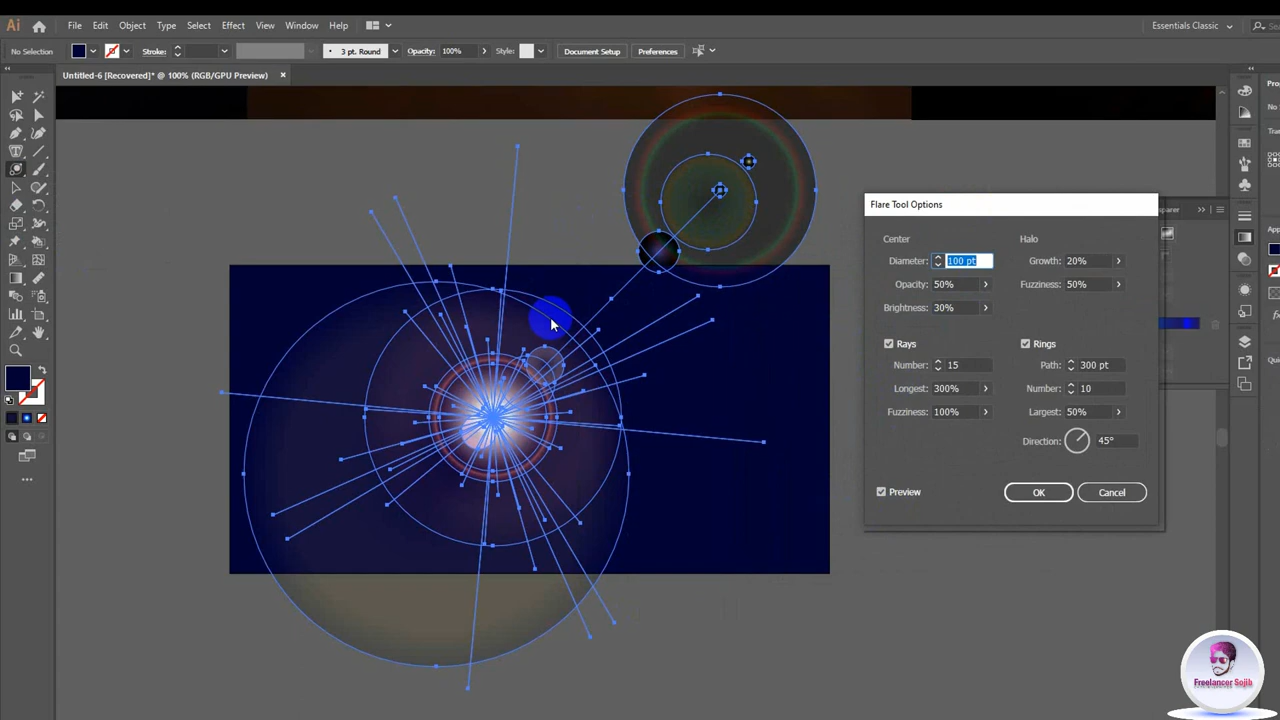 Ai File Edit Object Type Select Effect View Window Help Essentials Classic
No Selection Stroke: 3 pt. Round Opacity: 100% Style: Document Setup Preferences
Untitled-6 [Recovered]* @ 100% (RGB/GPU Preview) ×
Flare Tool Options
Center Halo
Diameter: 100 pt Growth: 20%
Opacity: 50% Fuzziness: 50%
Brightness: 30%
Rays Rings
Number: 15 Path: 300 pt
Longest: 300% Number: 10
Fuzziness: 100% Largest: 50%
Direction: 45°
Preview OK Cancel
Freelancer Sojib